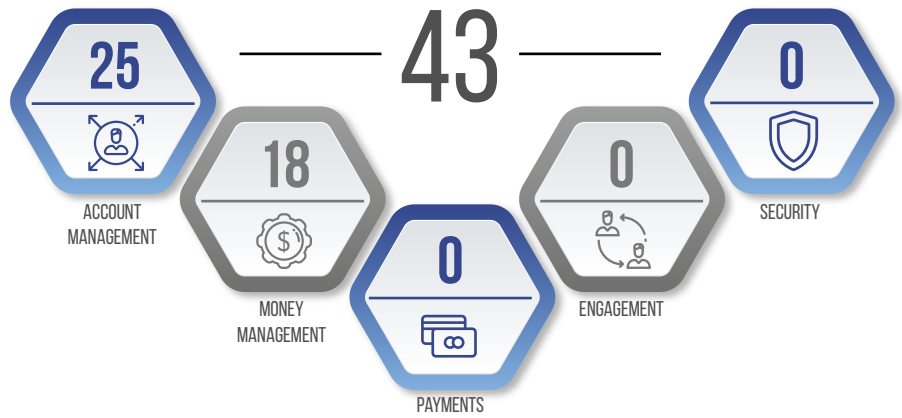 43
25
ACCOUNT
MANAGEMENT
18
$
MONEY
MANAGEMENT
0
PAYMENTS
0
ENGAGEMENT
0
SECURITY